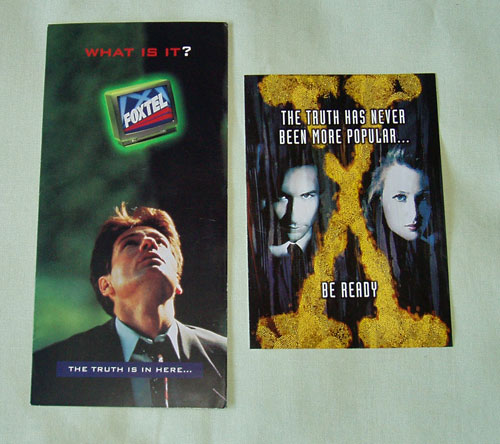 WHAT IS IT?
FOXTEL
THE TRUTH IS IN HERE...
THE TRUTH HAS NEVER
BEEN MORE POPULAR...
X
BE READY